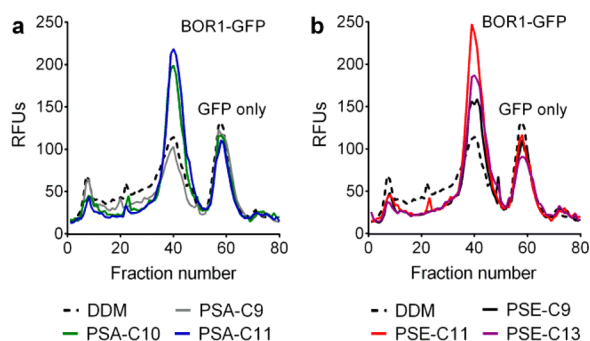 a
BOR1-GFP
GFP only
RFUs
250
200
150
100
50
0
0 20 40 60 80
Fraction number
DDM PSA-C9
PSA-C10 PSA-C11
b
BOR1-GFP
GFP only
RFUs
250
200
150
100
50
0
0 20 40 60 80
Fraction number
DDM PSE-C9
PSE-C11 PSE-C13